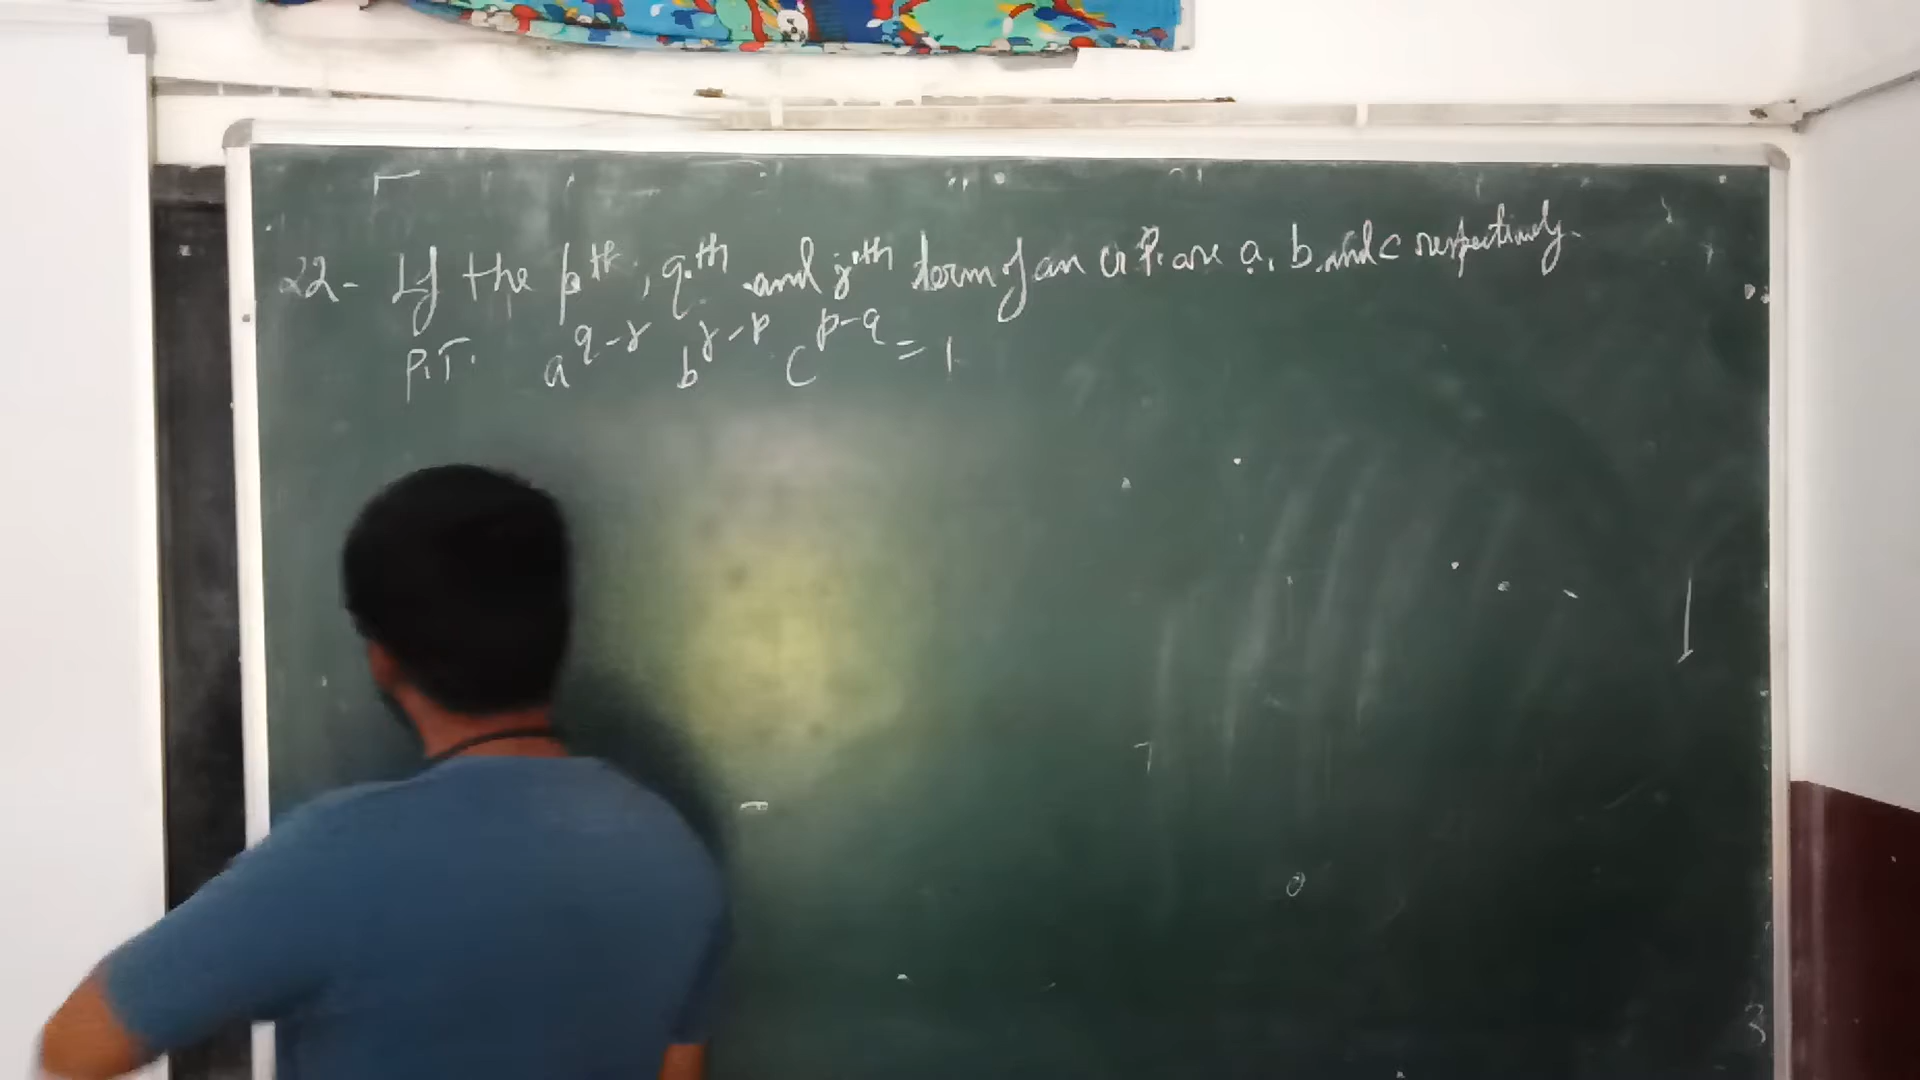 22- If the pth, qth and rth term of an G.P. are a, b and c respectively.
P.T. a^{q-r} b^{r-p} c^{p-q} = 1